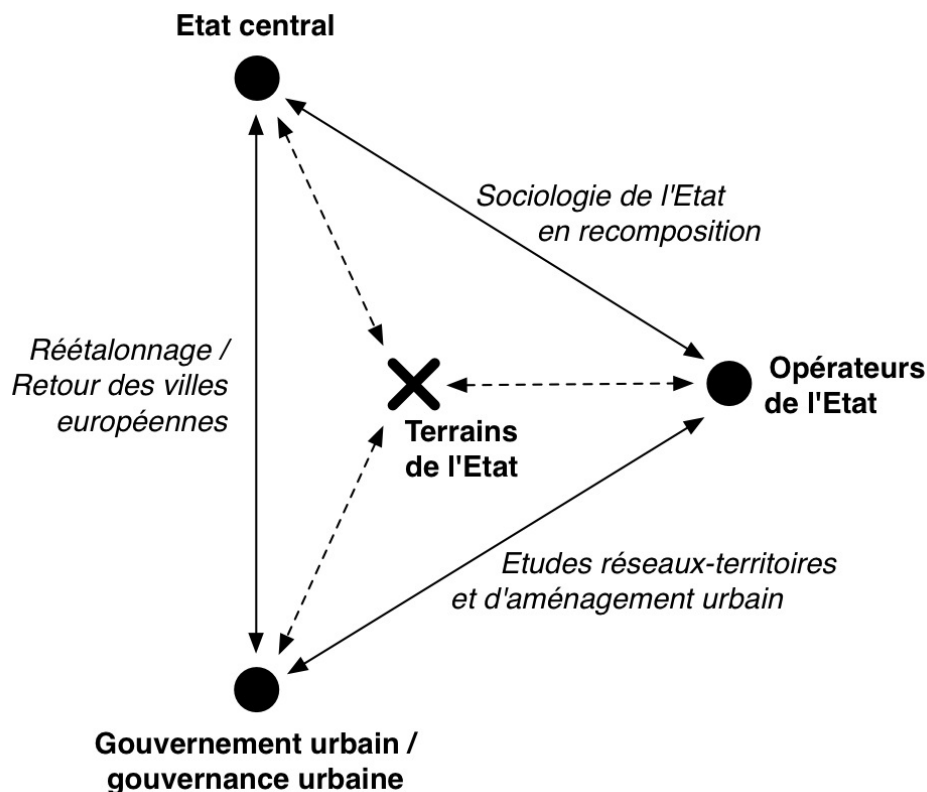 Etat central
Sociologie de l'Etat
en recomposition
Réétalonnage /
Retour des villes
européennes
Opérateurs
de l'Etat
Terrains
de l'Etat
Etudes réseaux-territoires
et d'aménagement urbain
Gouvernement urbain /
gouvernance urbaine